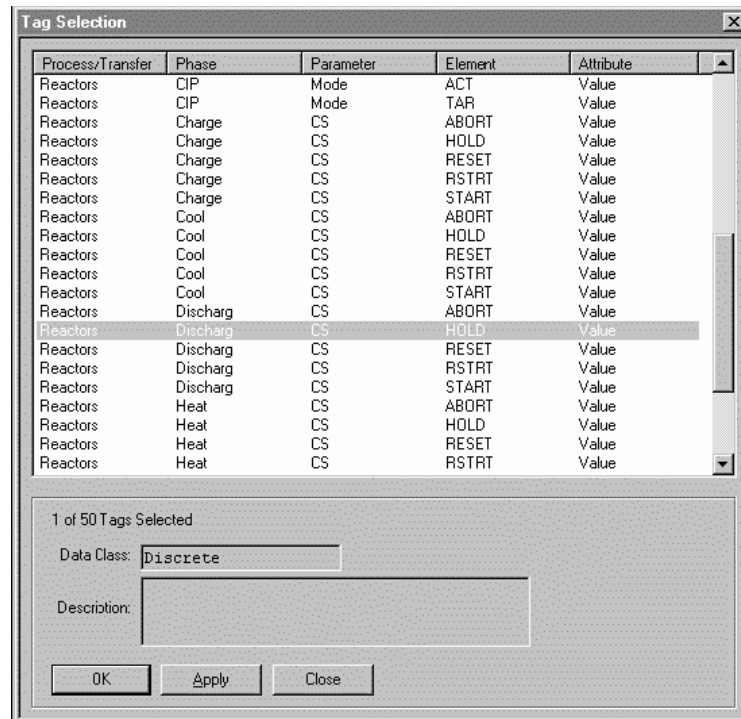 Tag Selection
Process/Transfer Phase Parameter Element Attribute
Reactors CIP Mode ACT Value
Reactors CIP Mode TAR Value
Reactors Charge CS ABORT Value
Reactors Charge CS HOLD Value
Reactors Charge CS RESET Value
Reactors Charge CS RSTRT Value
Reactors Charge CS START Value
Reactors Cool CS ABORT Value
Reactors Cool CS HOLD Value
Reactors Cool CS RESET Value
Reactors Cool CS RSTRT Value
Reactors Cool CS START Value
Reactors Discharg CS ABORT Value
Reactors Discharg CS HOLD Value
Reactors Discharg CS RESET Value
Reactors Discharg CS RSTRT Value
Reactors Discharg CS START Value
Reactors Heat CS ABORT Value
Reactors Heat CS HOLD Value
Reactors Heat CS RESET Value
Reactors Heat CS RSTRT Value
1 of 50 Tags Selected
Data Class: Discrete
Description:
OK Apply Close